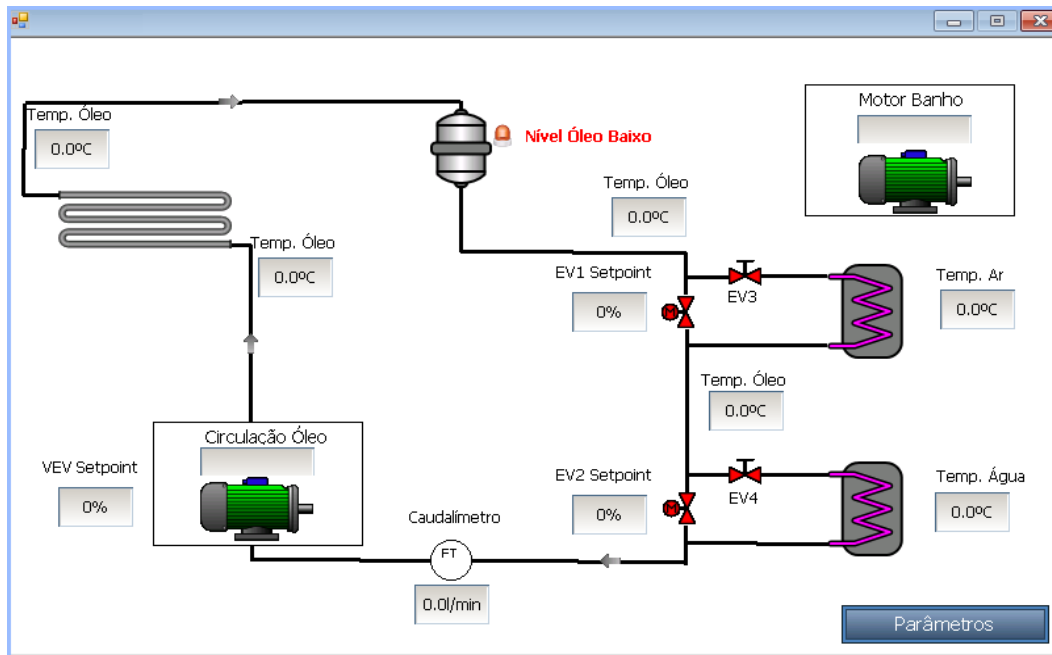 Motor Banho
Temp. Óleo
0.0ºC
Nível Óleo Baixo
Temp. Óleo
0.0ºC
Temp. Óleo
0.0ºC
EV1 Setpoint
0%
EV3
Temp. Ar
0.0ºC
Temp. Óleo
0.0ºC
Circulação Óleo
VEV Setpoint
0%
EV2 Setpoint
0%
EV4
Temp. Água
0.0ºC
Caudalímetro
FT
0.0l/min
Parâmetros
M
M